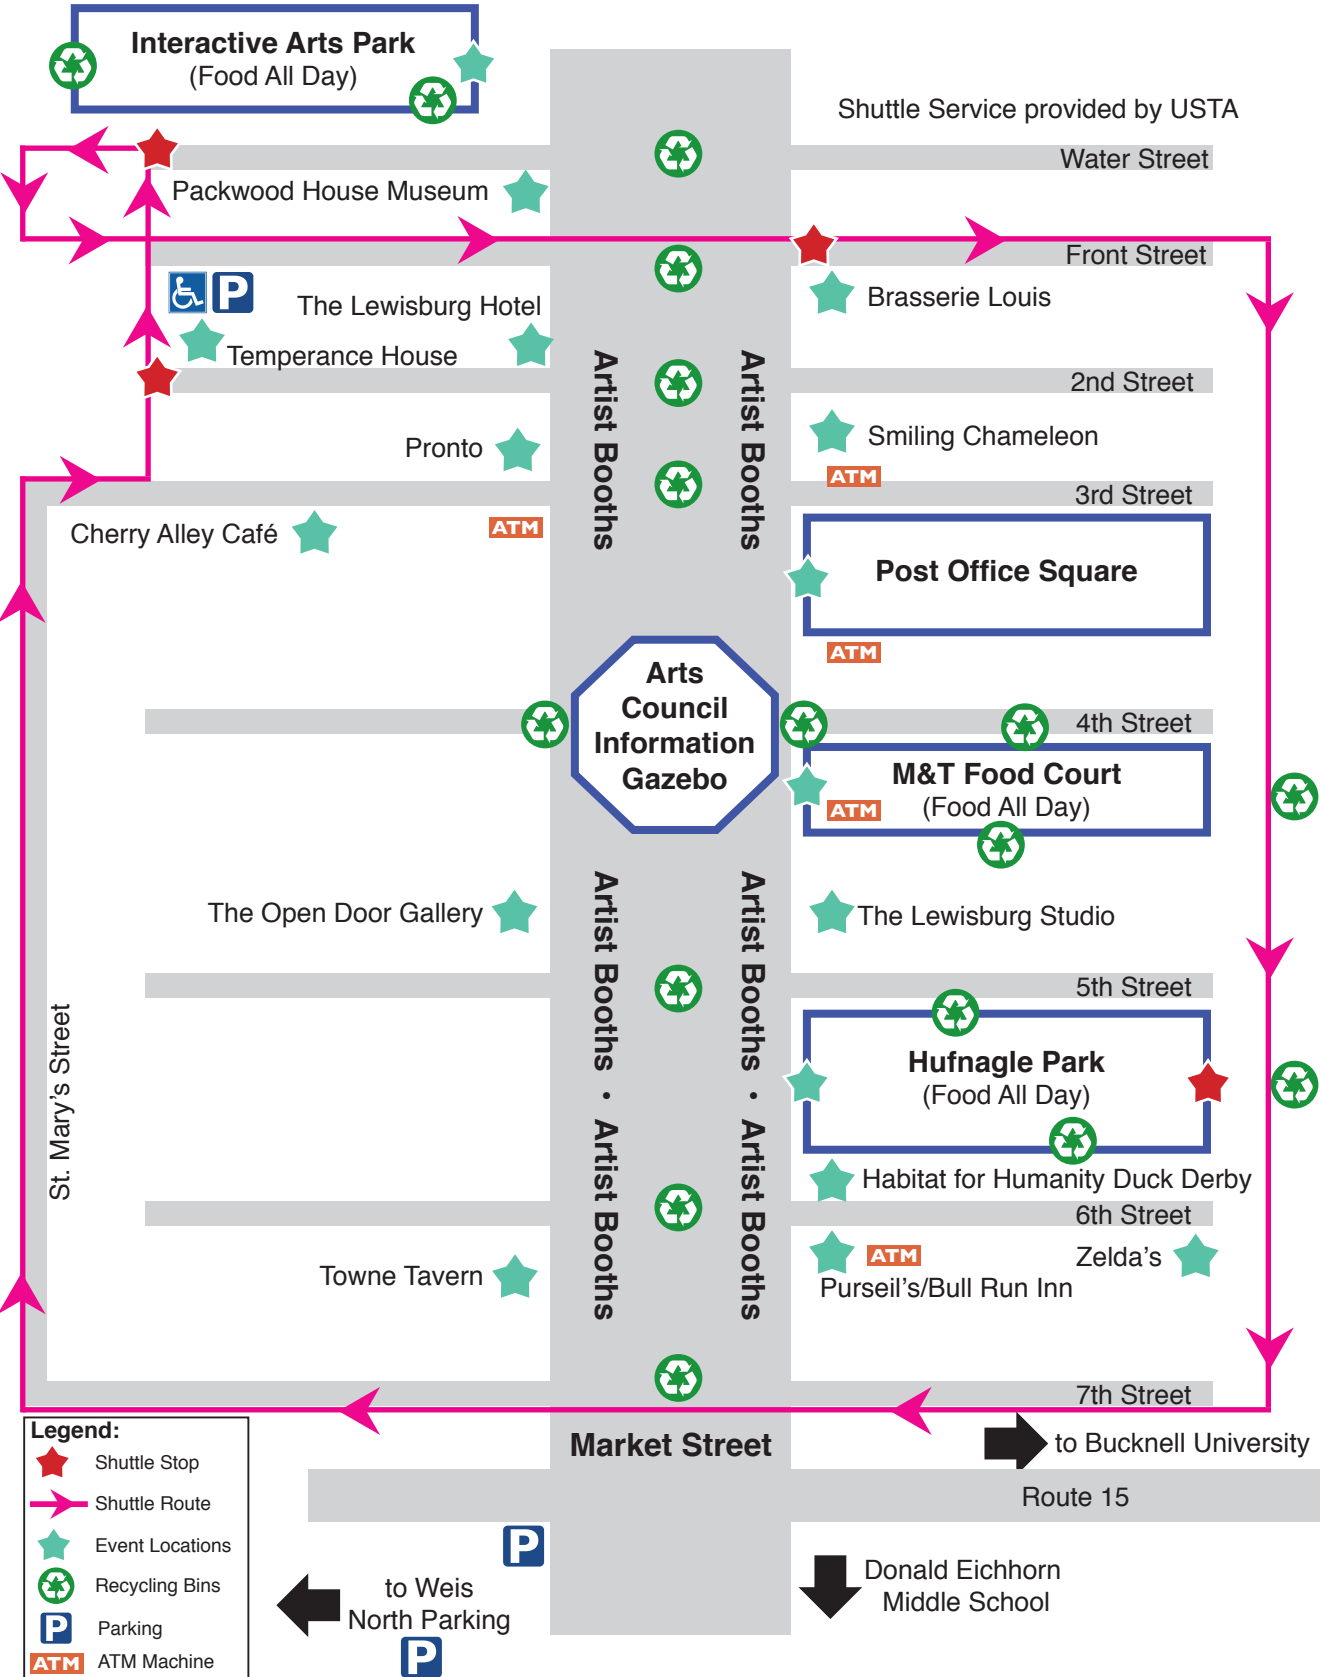 Interactive Arts Park
(Food All Day)
Shuttle Service provided by USTA
Water Street
Packwood House Museum
Front Street
P
The Lewisburg Hotel
Brasserie Louis
Temperance House
2nd Street
Artist Booths
Artist Booths
Pronto
Smiling Chameleon
ATM
3rd Street
Cherry Alley Café
ATM
Post Office Square
ATM
Arts
Council
Information
Gazebo
4th Street
M&T Food Court
(Food All Day)
ATM
The Open Door Gallery
The Lewisburg Studio
Artist Booths • Artist Booths
Artist Booths • Artist Booths
5th Street
St. Mary's Street
Hufnagle Park
(Food All Day)
Habitat for Humanity Duck Derby
6th Street
Towne Tavern
ATM
Zelda's
Purseil's/Bull Run Inn
7th Street
Market Street
to Bucknell University
Route 15
P
to Weis
North Parking
P
Donald Eichhorn
Middle School
Legend:
Shuttle Stop
Shuttle Route
Event Locations
Recycling Bins
P Parking
ATM ATM Machine